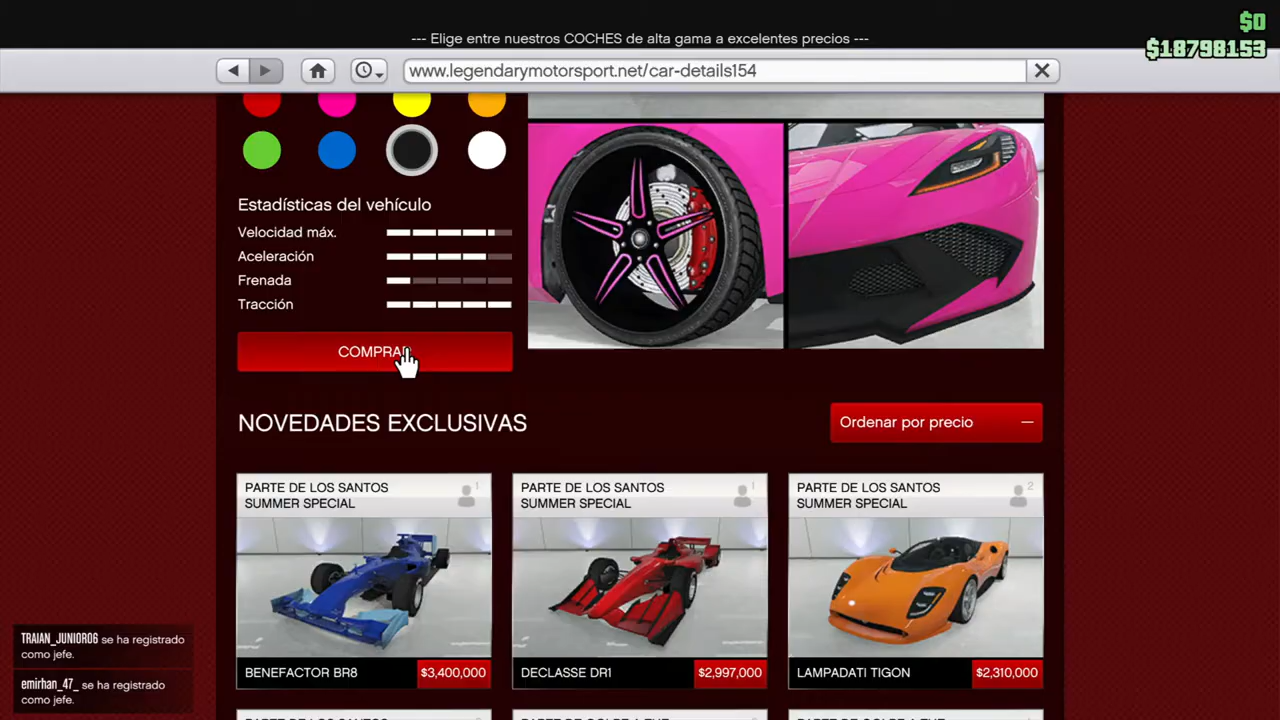 --- Elige entre nuestros COCHES de alta gama a excelentes precios ---
$0
$18798153
www.legendarymotorsport.net/car-details154
Estadísticas del vehículo
Velocidad máx.
Aceleración
Frenada
Tracción
COMPRAR
NOVEDADES EXCLUSIVAS
Ordenar por precio
PARTE DE LOS SANTOS
SUMMER SPECIAL
1
BENEFACTOR BR8
$3,400,000
PARTE DE LOS SANTOS
SUMMER SPECIAL
1
DECLASSE DR1
$2,997,000
PARTE DE LOS SANTOS
SUMMER SPECIAL
2
LAMPADATI TIGON
$2,310,000
TRAIAN_JUNIOR06 se ha registrado
como jefe.
emirhan_47_ se ha registrado
como jefe.